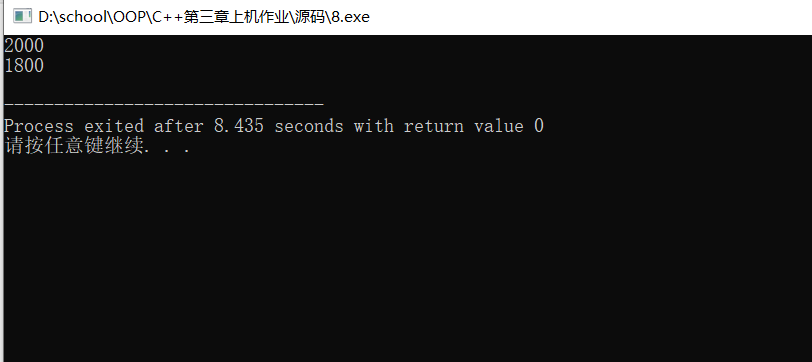 D:\school\OOP\C++第三章上机作业\源码\8.exe
2000
1800
--------------------------------
Process exited after 8.435 seconds with return value 0
请按任意键继续. . .